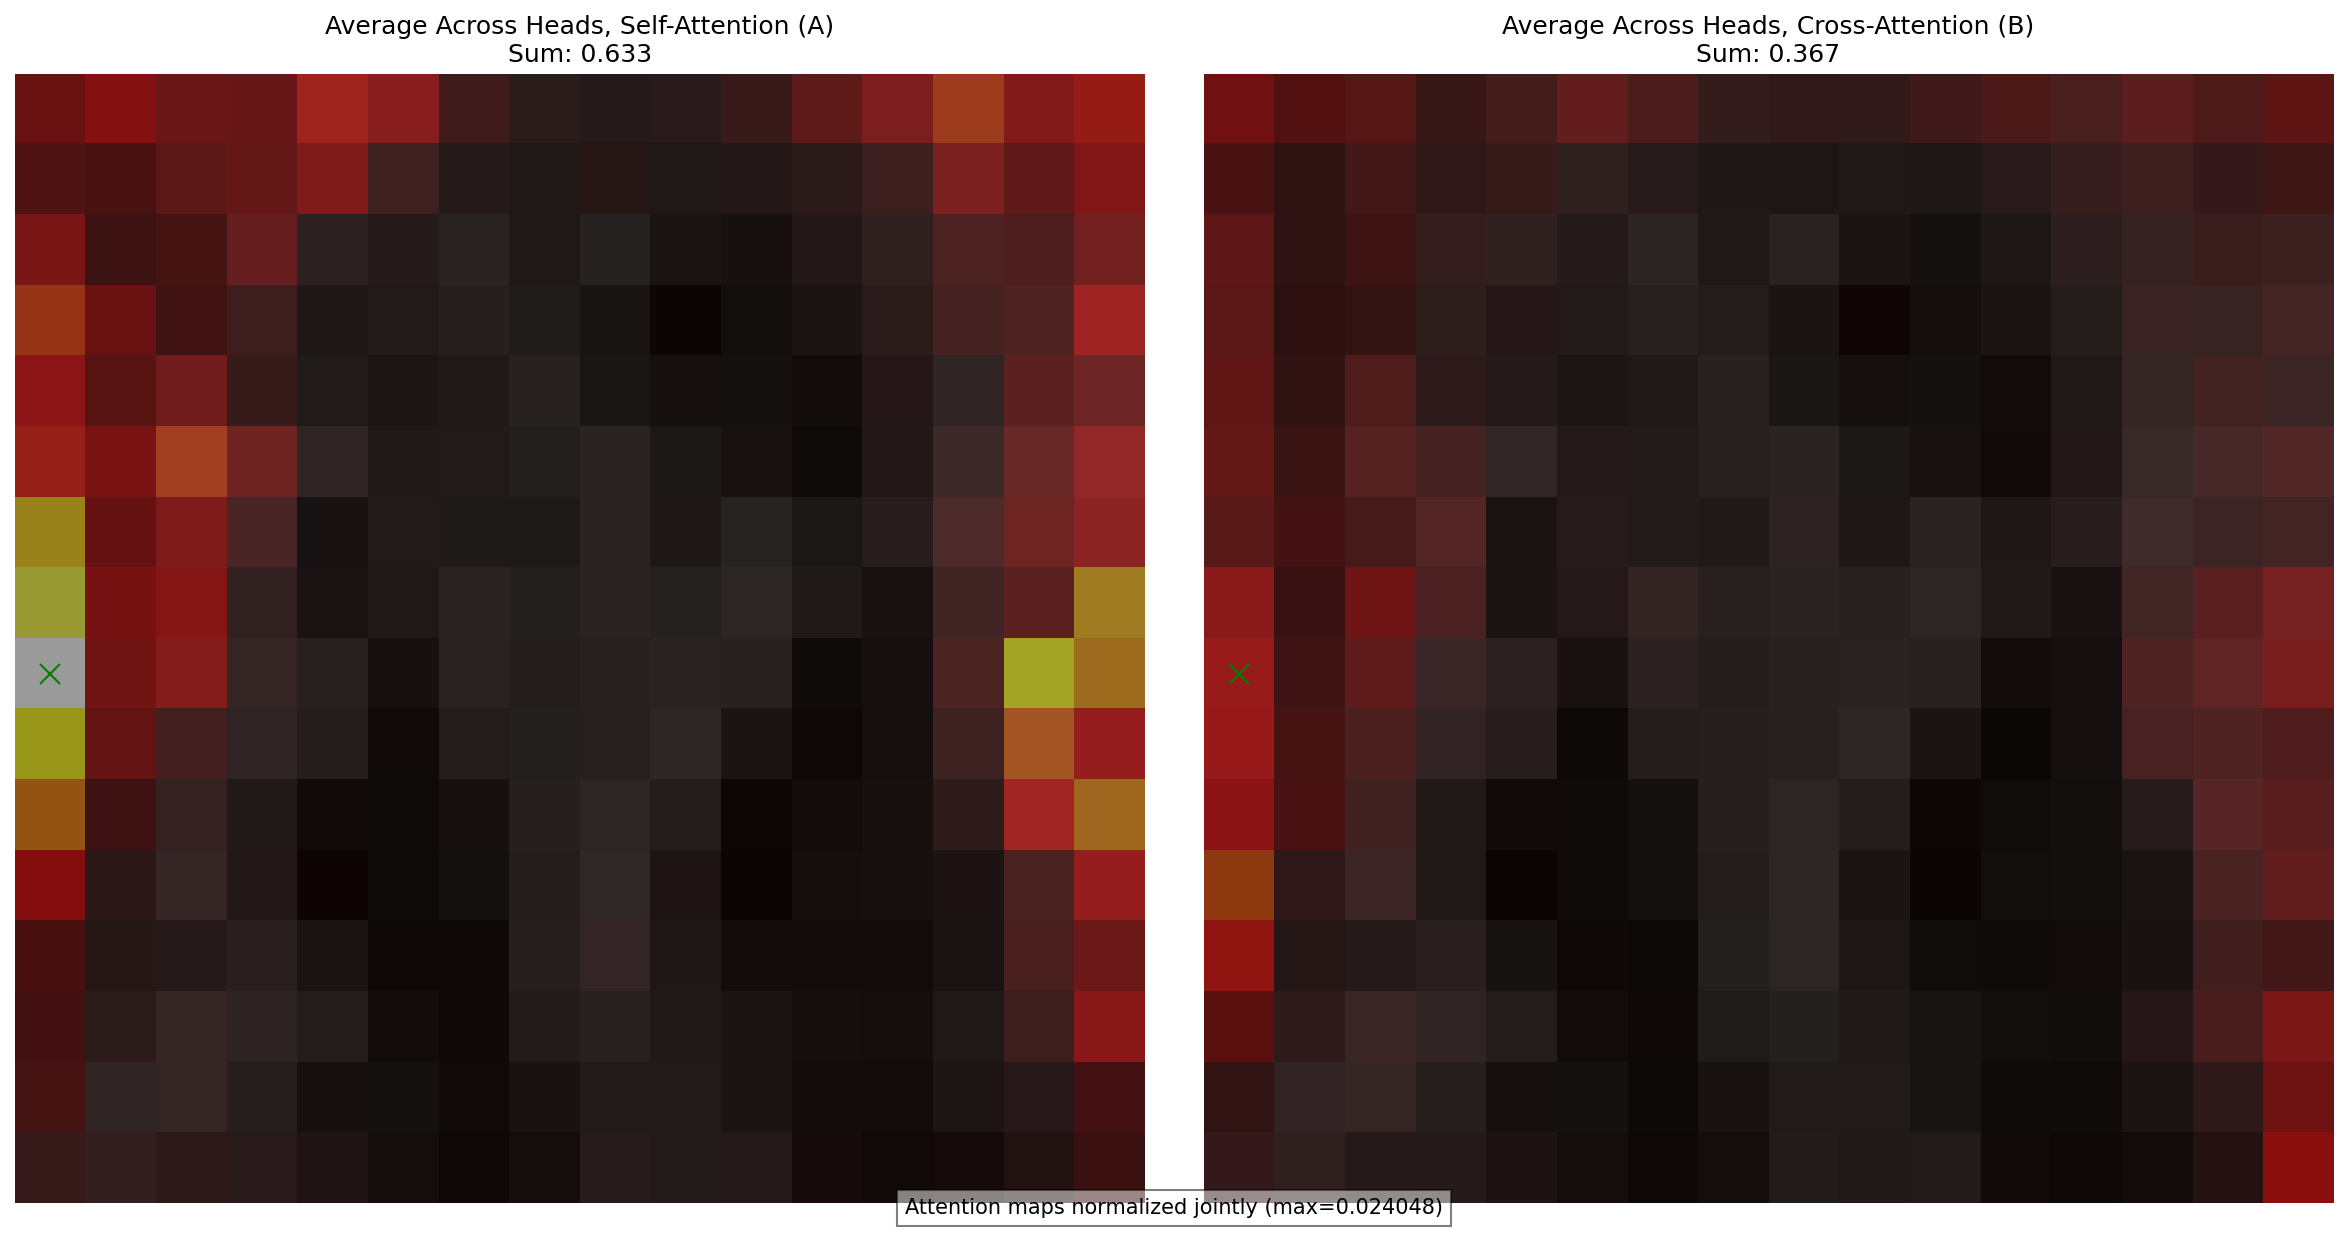 Average Across Heads, Self-Attention (A)
Sum: 0.633
Average Across Heads, Cross-Attention (B)
Sum: 0.367
Attention maps normalized jointly (max=0.024048)